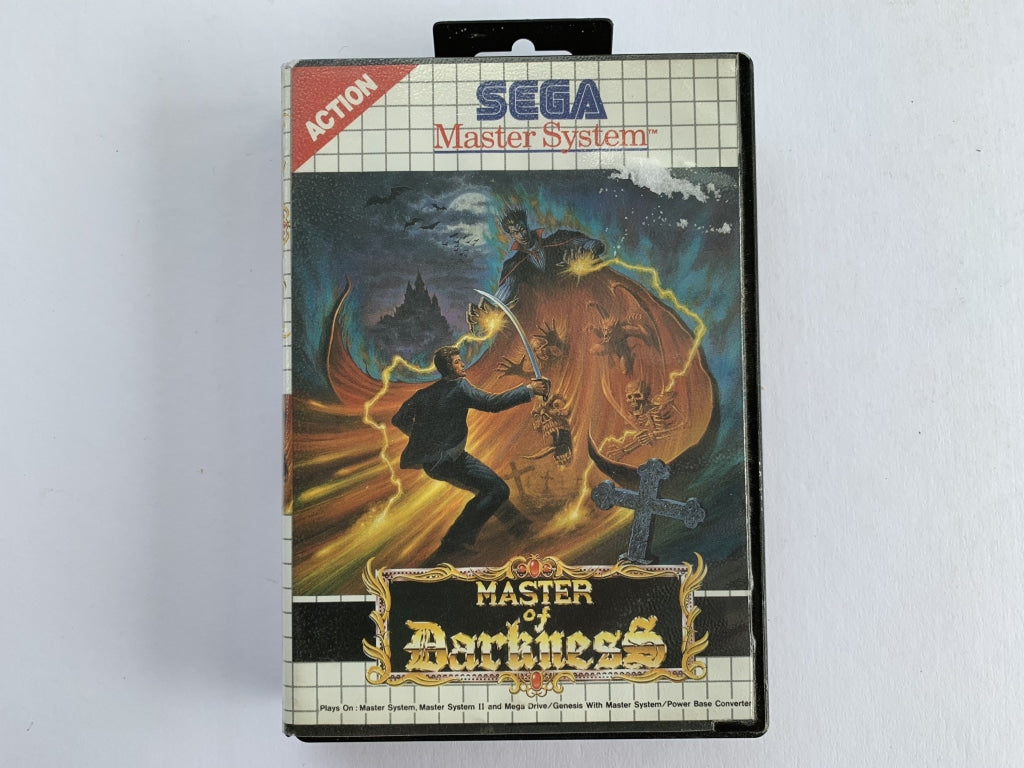 ACTION
SEGA
Master System™
MASTER
of
Darkness
Plays On : Master System, Master System II and Mega Drive/Genesis With Master System/Power Base Converter